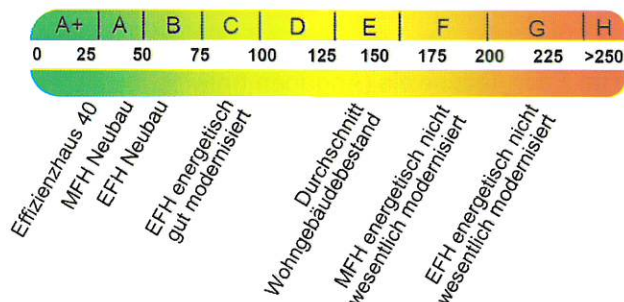 A+ A B C D E F G H
0 25 50 75 100 125 150 175 200 225 >250
Effizienzhaus 40
MFH Neubau
EFH Neubau
EFH energetisch
gut modernisiert
Durchschnitt
Wohngebäudebestand
MFH energetisch nicht
wesentlich modernisiert
EFH energetisch nicht
wesentlich modernisiert